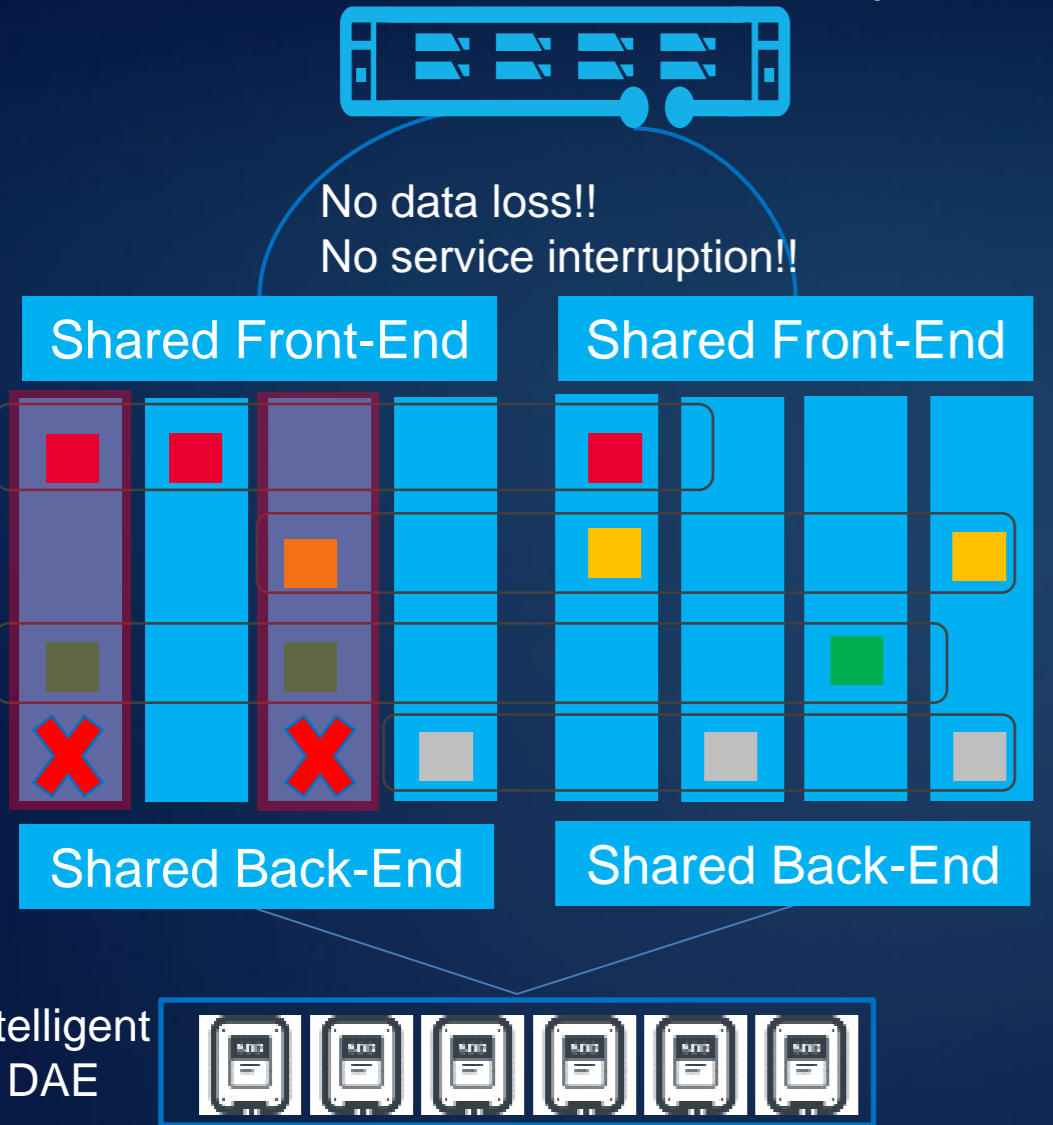 No data loss!!
No service interruption!!
Shared Front-End
Shared Front-End
Shared Back-End
Shared Back-End
telligent
DAE